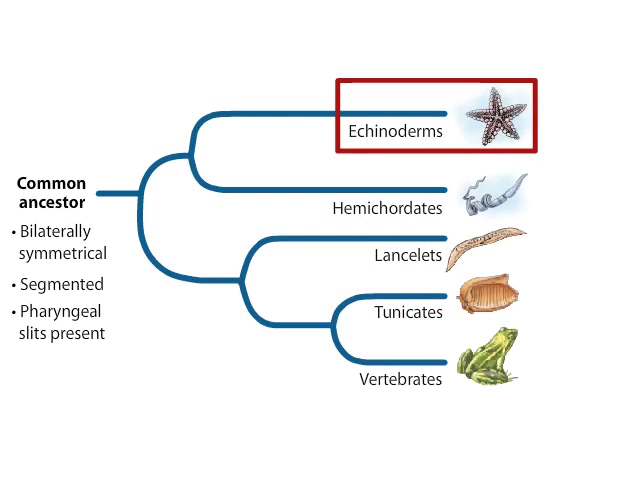 Common
ancestor
• Bilaterally
symmetrical
• Segmented
• Pharyngeal
slits present
Echinoderms
Hemichordates
Lancelets
Tunicates
Vertebrates